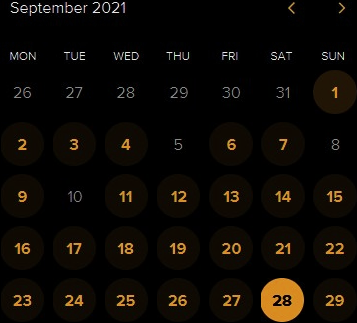 September 2021
MON TUE WED THU FRI SAT SUN
26 27 28 29 30 31 1
2 3 4 5 6 7 8
9 10 11 12 13 14 15
16 17 18 19 20 21 22
23 24 25 26 27 28 29